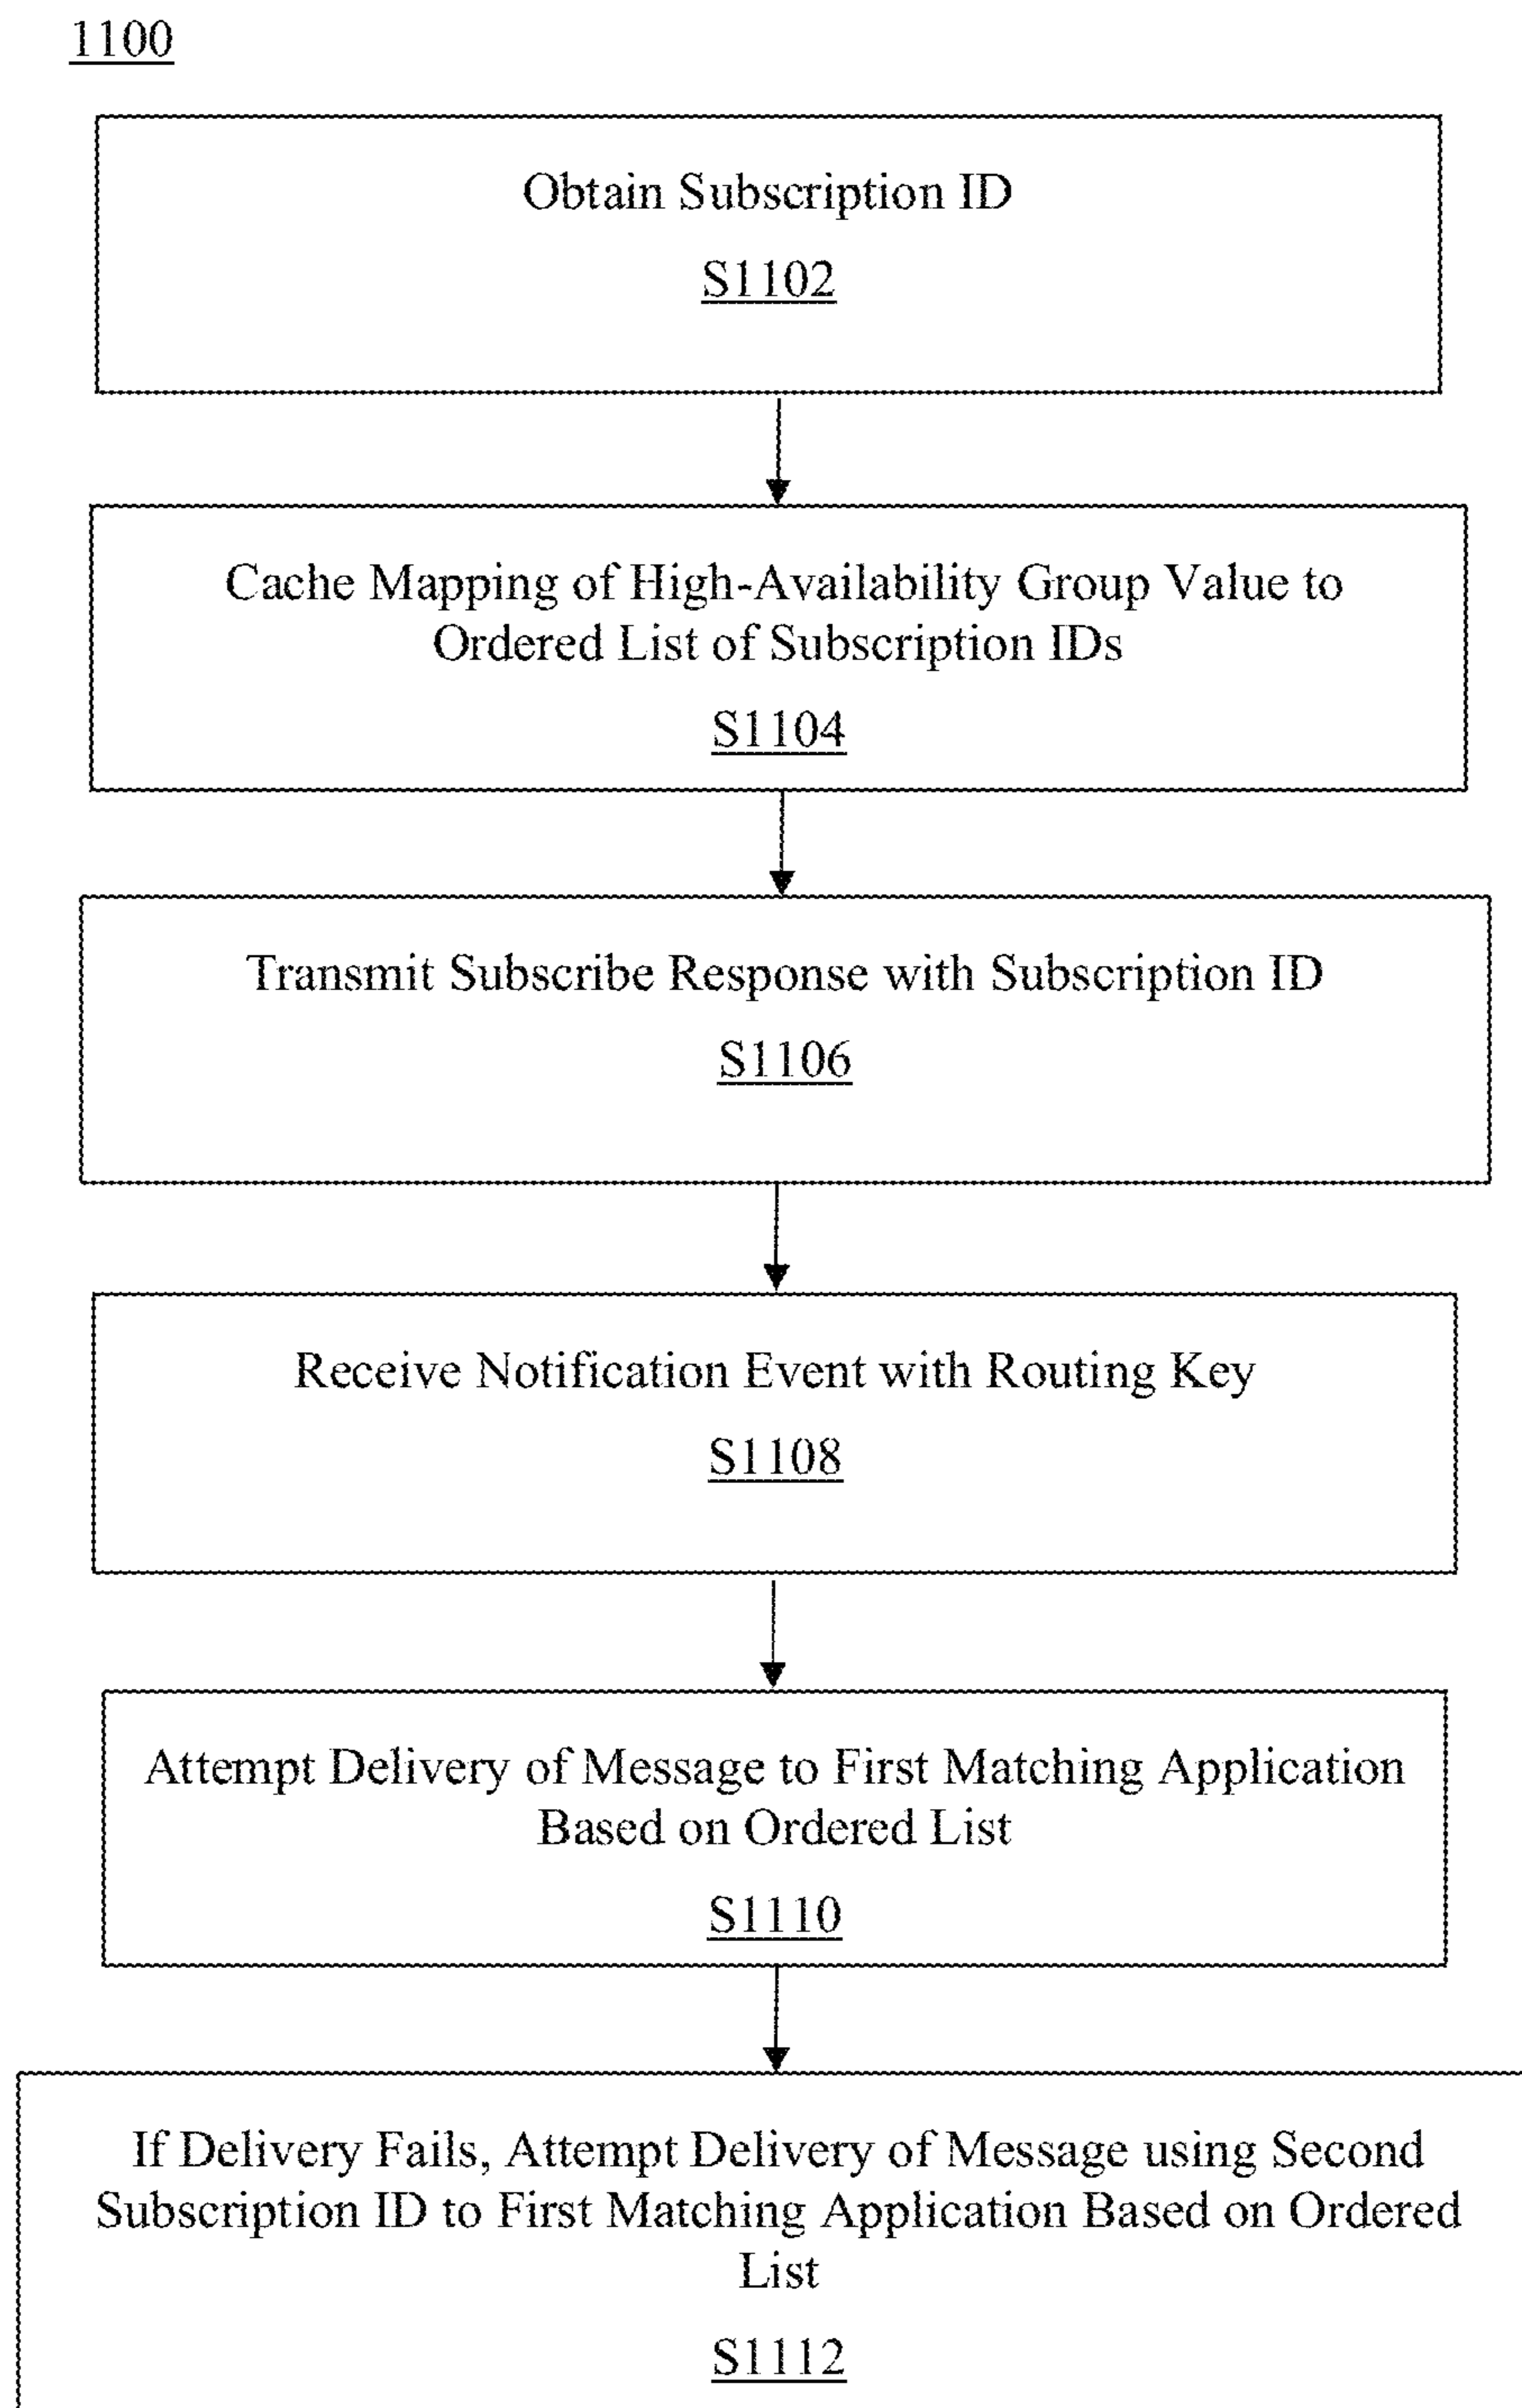 1100
Obtain Subscription ID
S1102
Cache Mapping of High-Availability Group Value to
Ordered List of Subscription IDs
S1104
Transmit Subscribe Response with Subscription ID
S1106
Receive Notification Event with Routing Key
S1108
Attempt Delivery of Message to First Matching Application
Based on Ordered List
S1110
If Delivery Fails, Attempt Delivery of Message using Second
Subscription ID to First Matching Application Based on Ordered
List
S1112